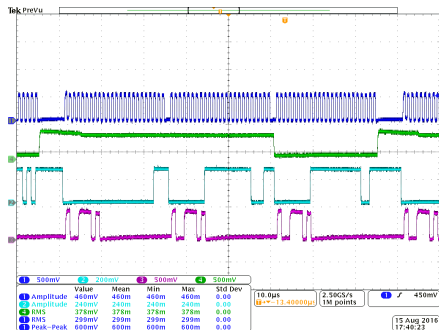 Tek PreVu
1 500mV 2 200mV 3 500mV 4 500mV
Value Mean Min Max Std Dev
1 Amplitude 460mV 460m 460m 460m 0.00
2 Amplitude 240mV 240m 240m 240m 0.00
4 RMS 378mV 378m 378m 378m 0.00
1 RMS 299mV 299m 299m 299m 0.00
1 Peak-Peak 600mV 600m 600m 600m 0.00
10.0µs
T→▼-13.40000µs
2.50GS/s
1M points
1 450mV
15 Aug 2016
17:40:23